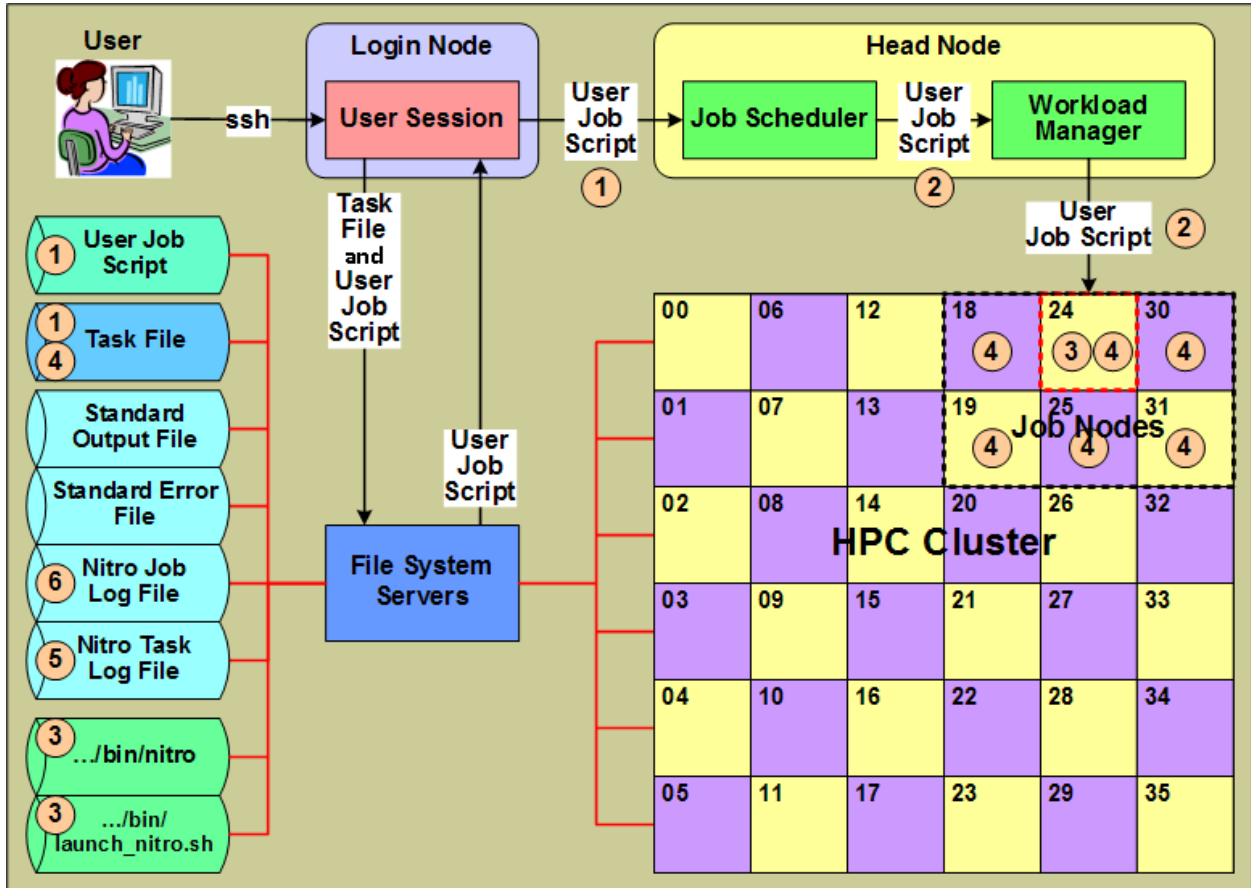 User
Login Node
Head Node
ssh
User Session
User
Job
Script
1
Job Scheduler
User
Job
Script
2
Workload
Manager
Task
File
and
User
Job
Script
User
Job
Script
User
Job Script
2
1
User Job
Script
1
4
Task File
Standard
Output File
Standard Error
File
6
Nitro Job
Log File
5
Nitro Task
Log File
3
.../bin/nitro
3
.../bin/
launch_nitro.sh
File System
Servers
00 06 12 18 24 30
4 3 4 4
01 07 13 19 25 31
Job Nodes
4 4 4
02 08 14 20 26 32
HPC Cluster
03 09 15 21 27 33
04 10 16 22 28 34
05 11 17 23 29 35